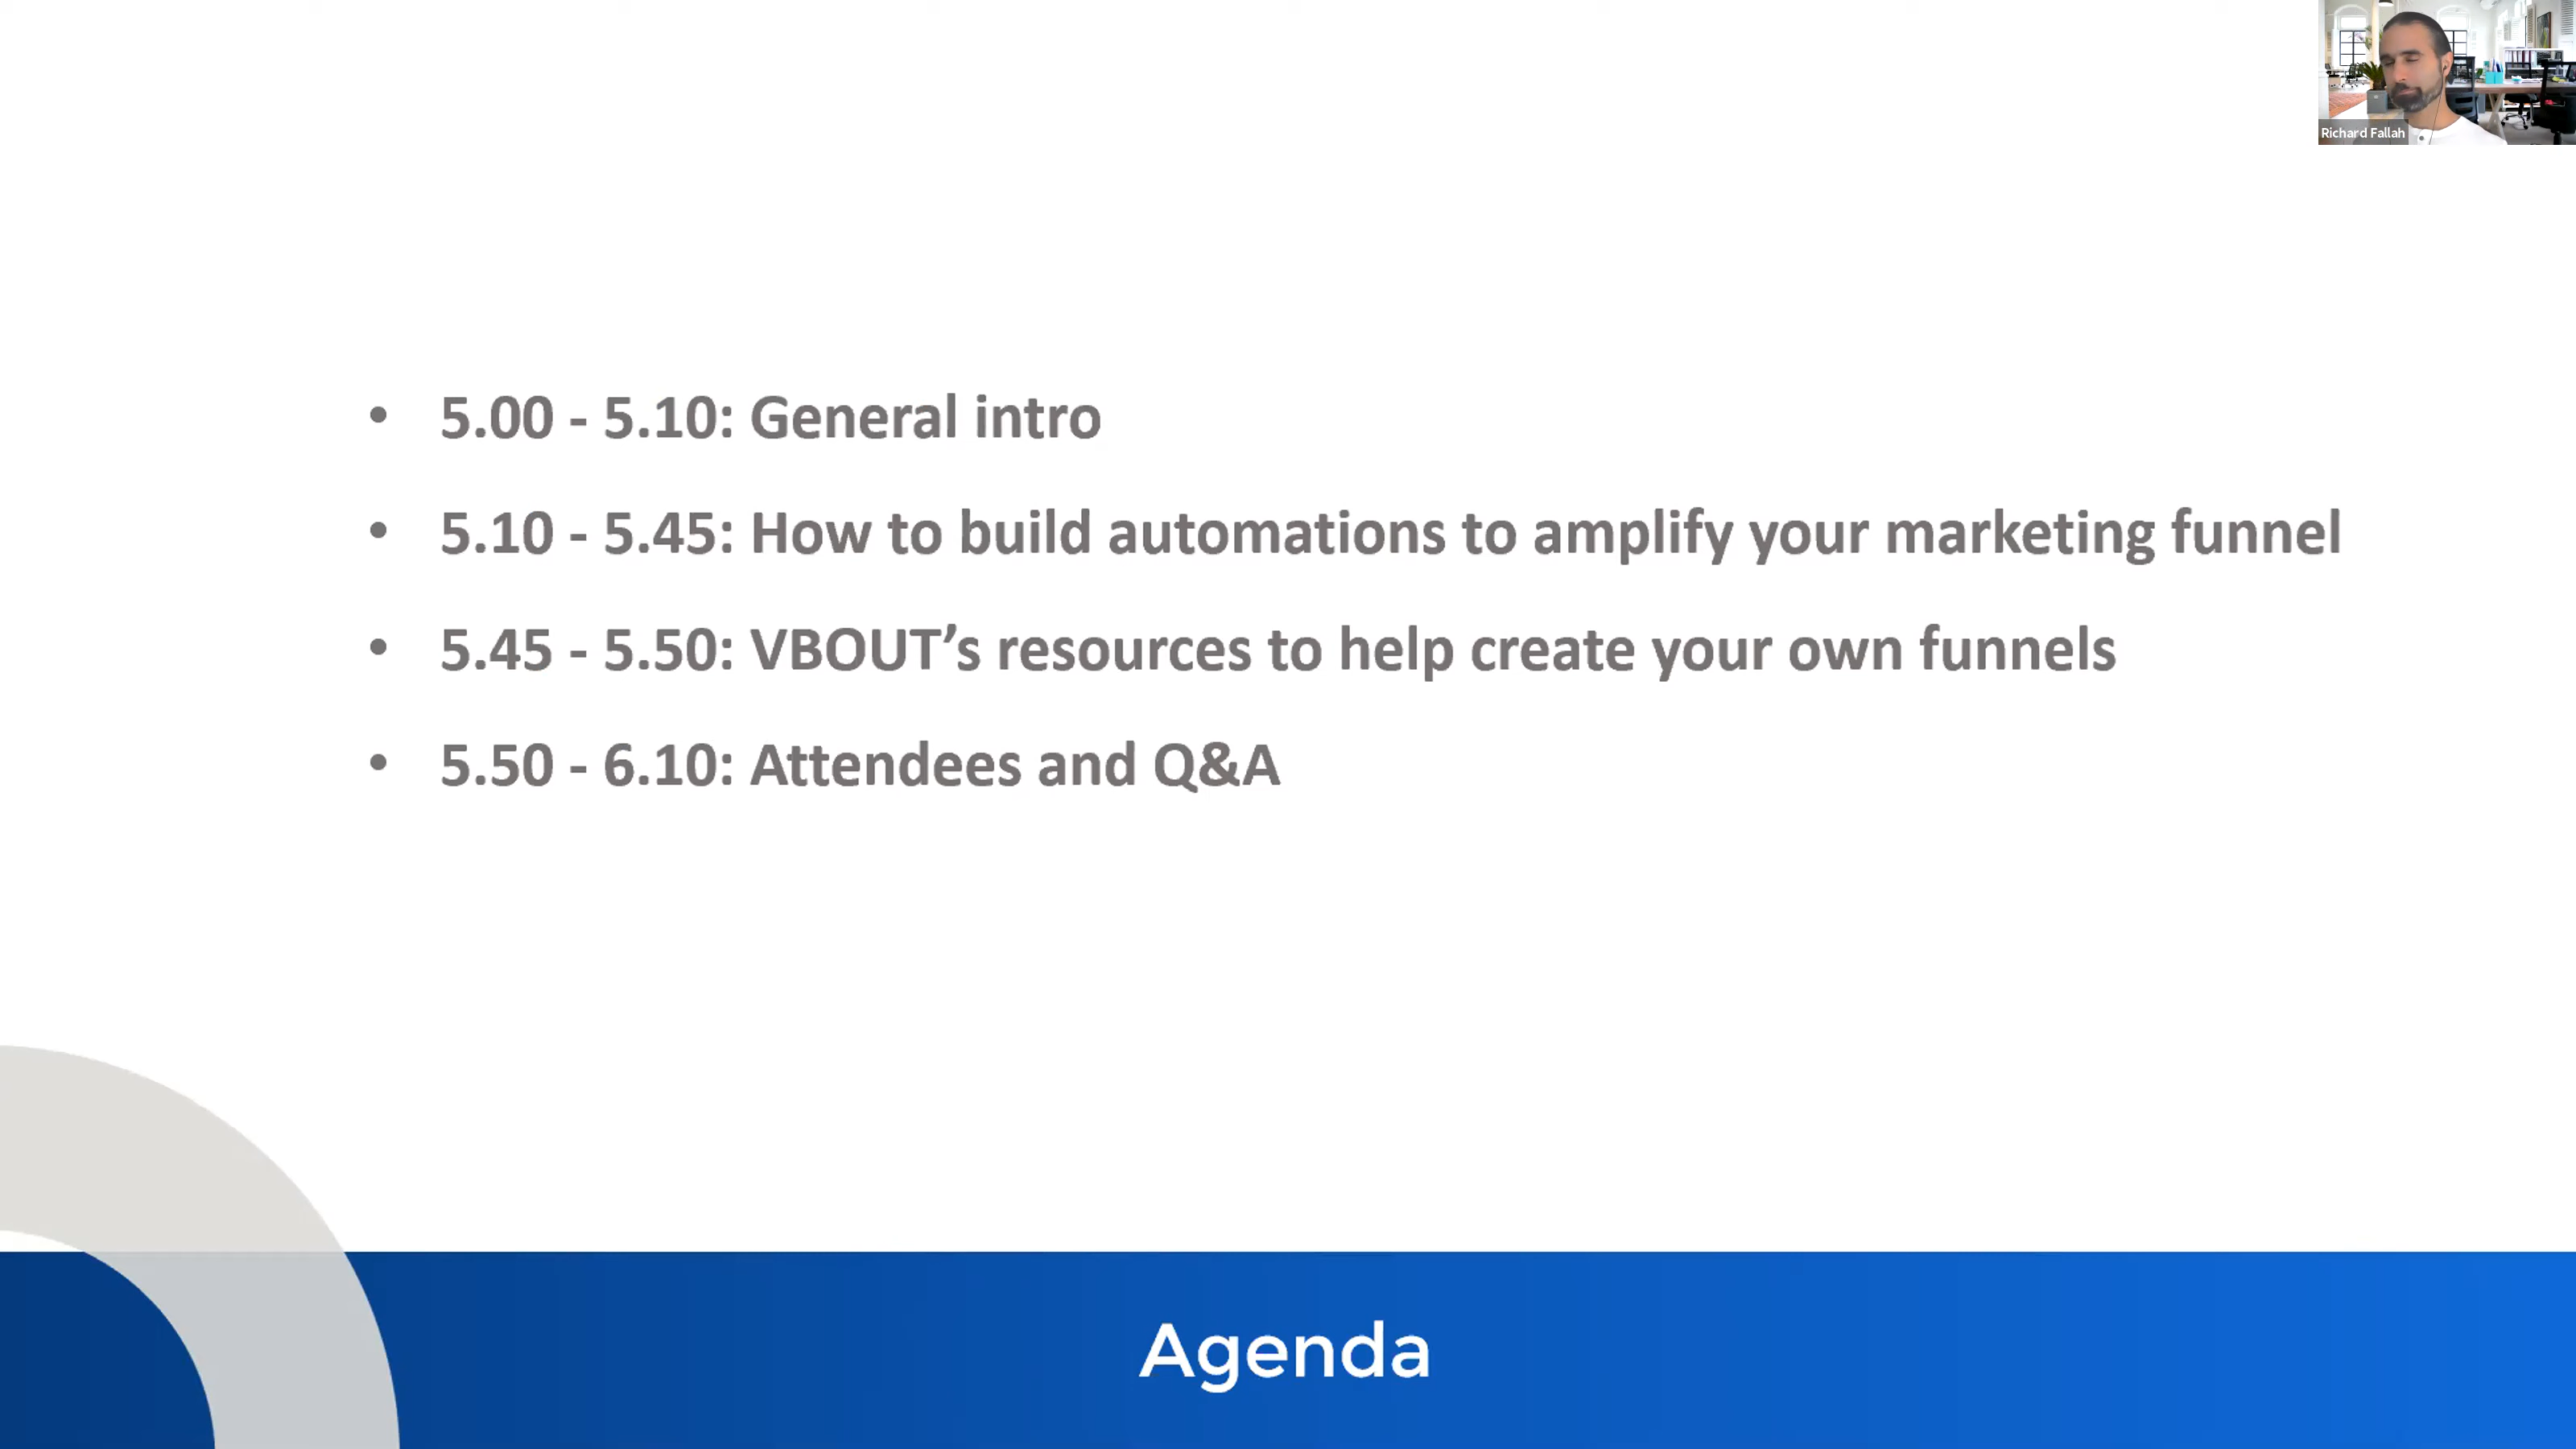 Richard Fallah
• 5.00 - 5.10: General intro
• 5.10 - 5.45: How to build automations to amplify your marketing funnel
• 5.45 - 5.50: VBOUT’s resources to help create your own funnels
• 5.50 - 6.10: Attendees and Q&A
Agenda